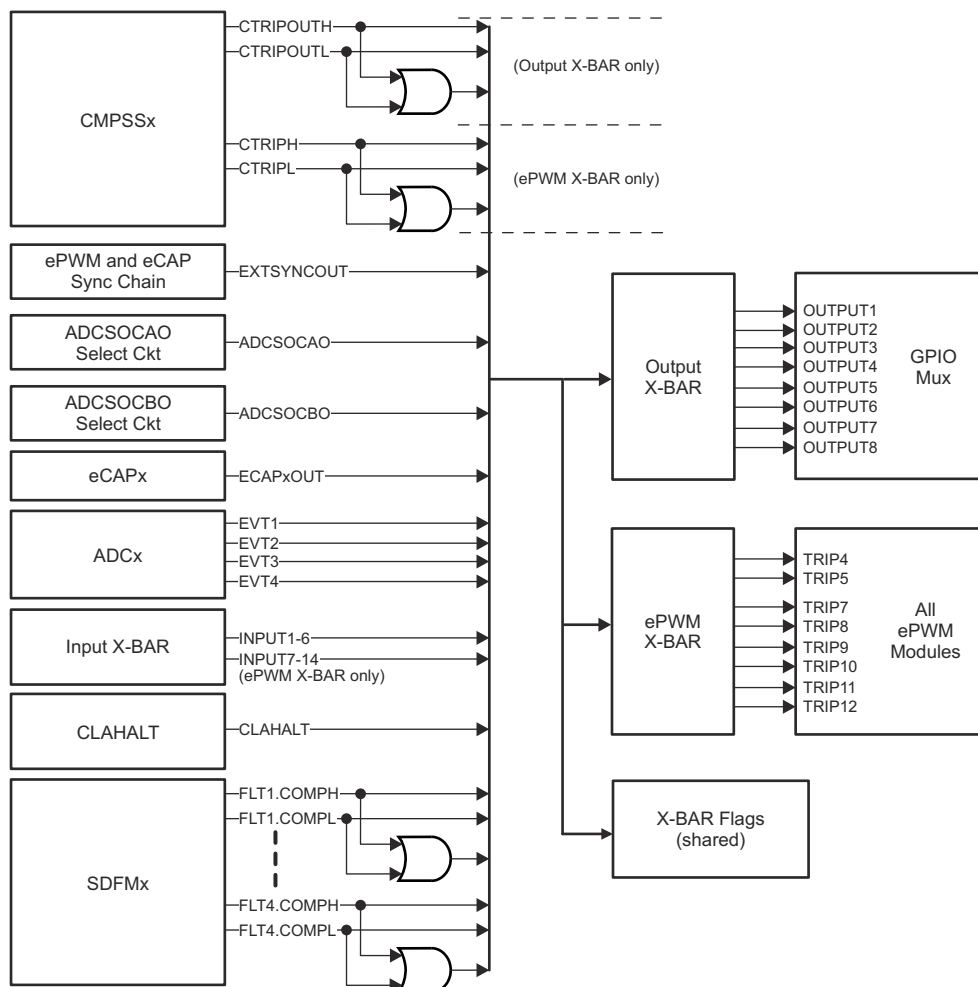 CMPSSx
CTRIPOUTH
CTRIPOUTL
(Output X-BAR only)
CTRIPH
CTRIPL
(ePWM X-BAR only)
ePWM and eCAP
Sync Chain
EXTSYNCOUT
ADCSOCAO
Select Ckt
ADCSOCAO
ADCSOCBO
Select Ckt
ADCSOCBO
eCAPx
ECAPxOUT
ADCx
EVT1
EVT2
EVT3
EVT4
Input X-BAR
INPUT1-6
INPUT7-14
(ePWM X-BAR only)
CLAHALT
CLAHALT
SDFMx
FLT1.COMPH
FLT1.COMPL
FLT4.COMPH
FLT4.COMPL
Output
X-BAR
OUTPUT1
OUTPUT2
OUTPUT3
OUTPUT4
OUTPUT5
OUTPUT6
OUTPUT7
OUTPUT8
GPIO
Mux
ePWM
X-BAR
TRIP4
TRIP5
TRIP7
TRIP8
TRIP9
TRIP10
TRIP11
TRIP12
All
ePWM
Modules
X-BAR Flags
(shared)